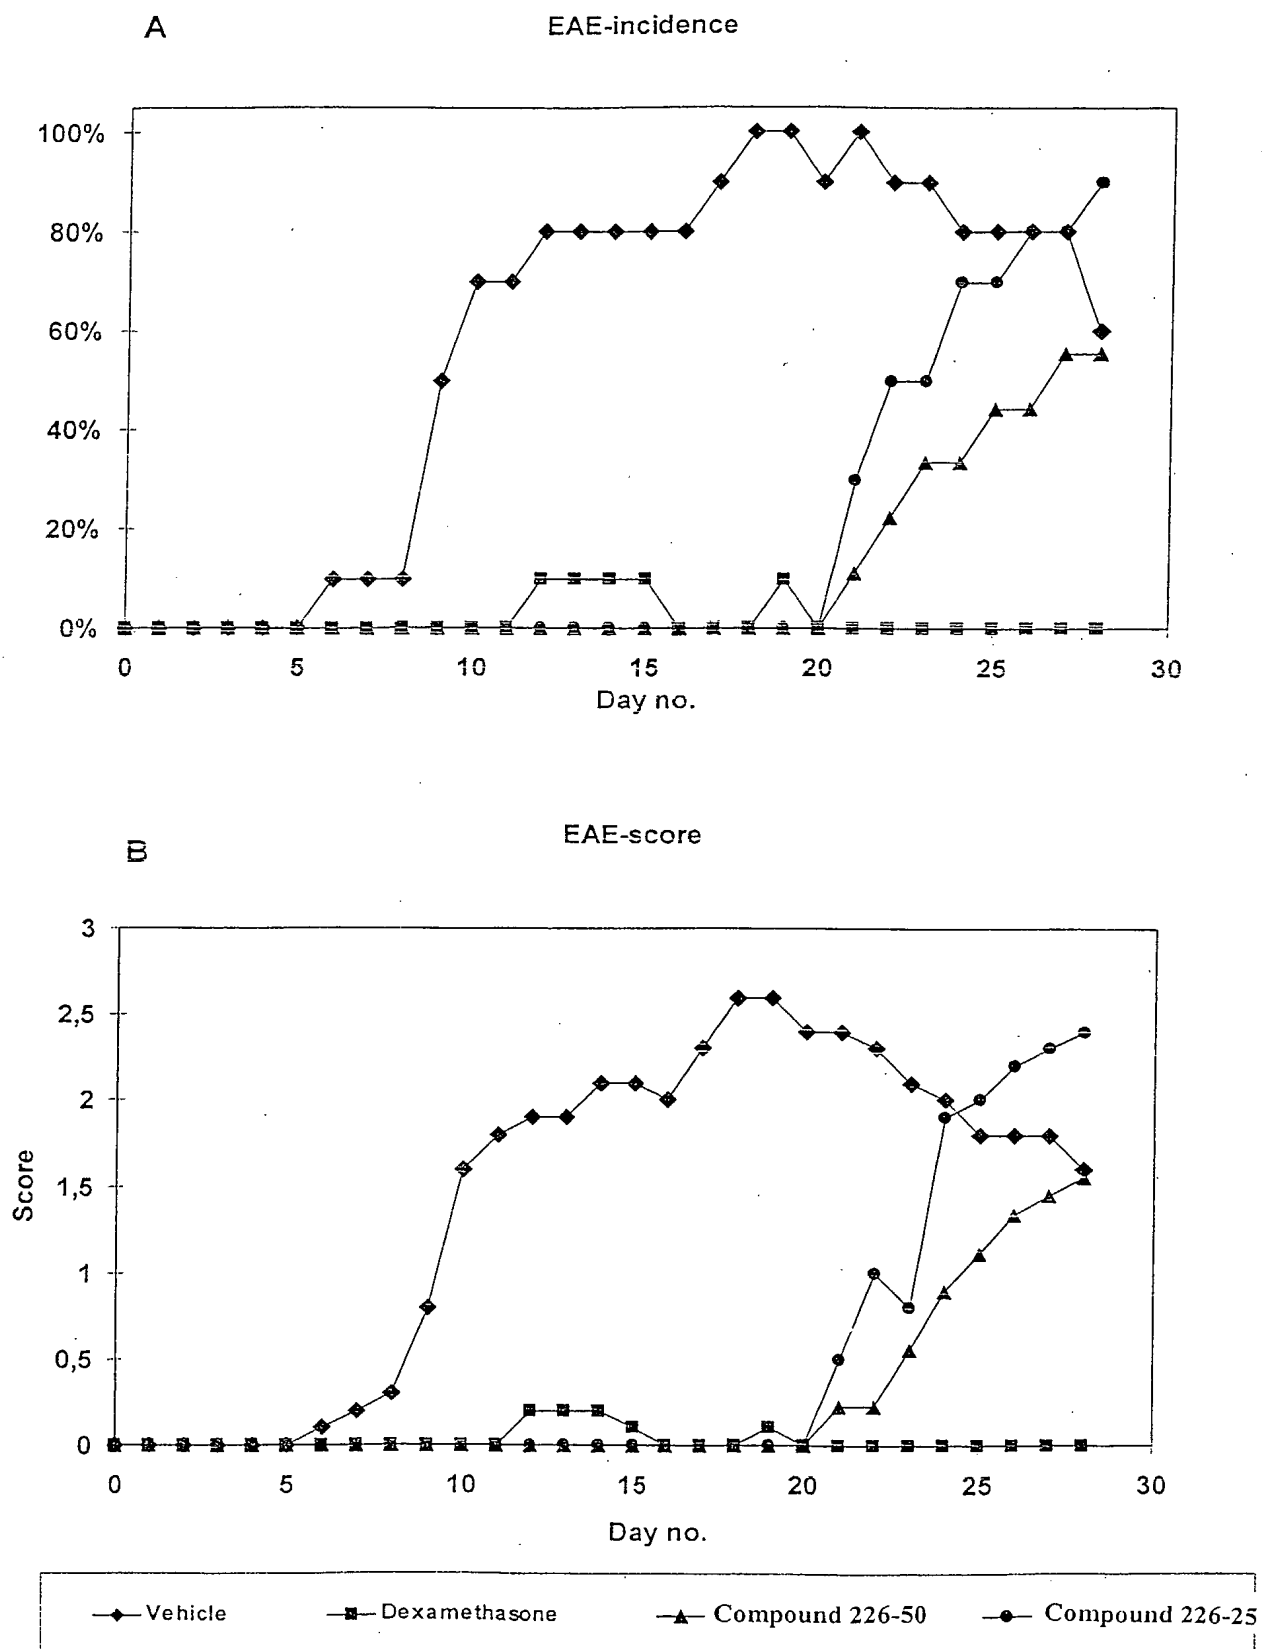 A
EAE-incidence
100%
80%
60%
40%
20%
0%
0 5 10 15 20 25 30
Day no.
B
EAE-score
3
2,5
2
1,5
1
0,5
0
Score
0 5 10 15 20 25 30
Day no.
Vehicle Dexamethasone Compound 226-50 Compound 226-25